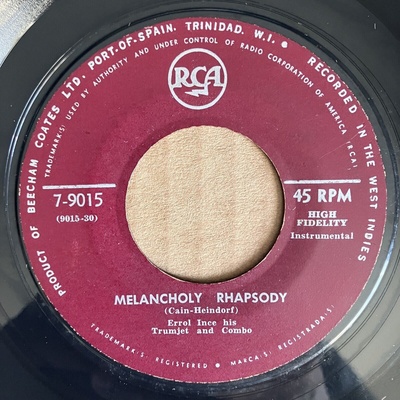 PRODUCT OF BEECHAM COATES LTD. PORT-OF-SPAIN. TRINIDAD. W.I. • RECORDED IN THE WEST INDIES
TRADEMARK(S) USED BY AUTHORITY AND UNDER CONTROL OF RADIO CORPORATION OF AMERICA (RCA)
RCA
7-9015
(9015-30)
45 RPM
HIGH
FIDELITY
Instrumental
MELANCHOLY RHAPSODY
(Cain-Heindorf)
Errol Ince his
Trumjet and Combo
TRADEMARK'S REGISTERED • MARCA'S REGISTRADA'S